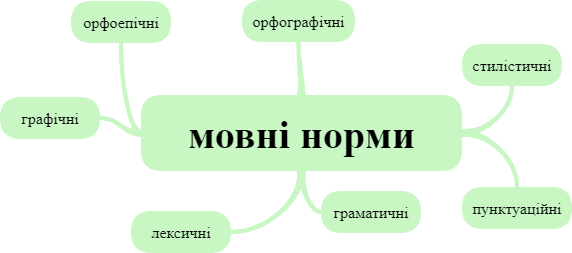 орфоепічні
орфографічні
стилістичні
графічні
мовні норми
пунктуаційні
граматичні
лексичні